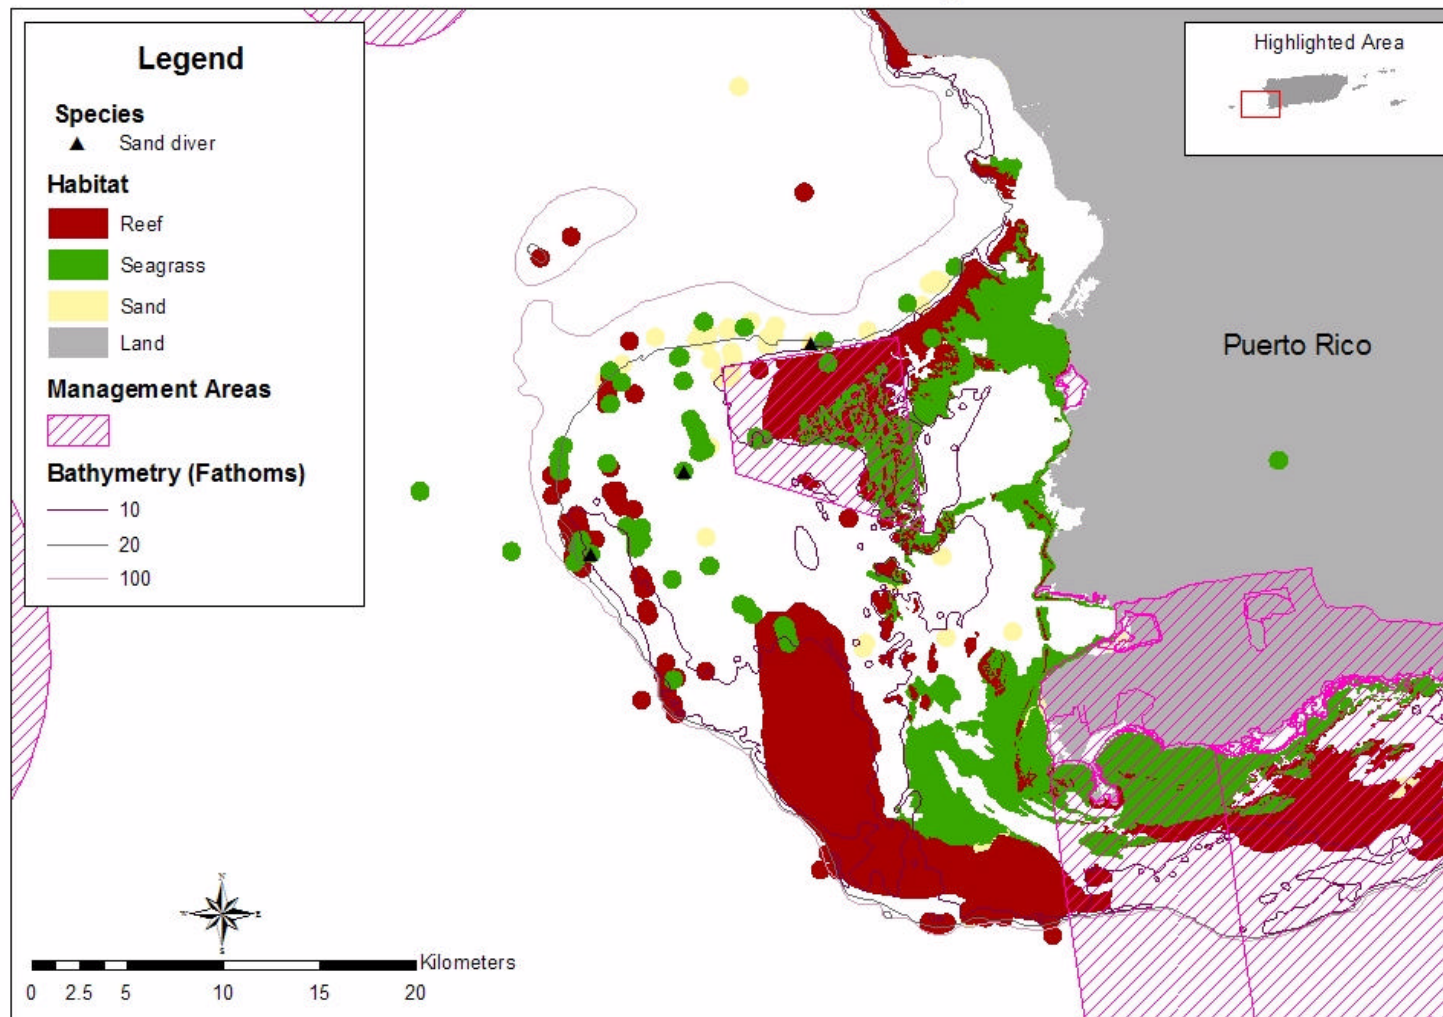 Legend
Species
Sand diver
Habitat
Reef
Seagrass
Sand
Land
Management Areas
Bathymetry (Fathoms)
10
20
100
Highlighted Area
Puerto Rico
N
W E
S
Kilometers
0 2.5 5 10 15 20